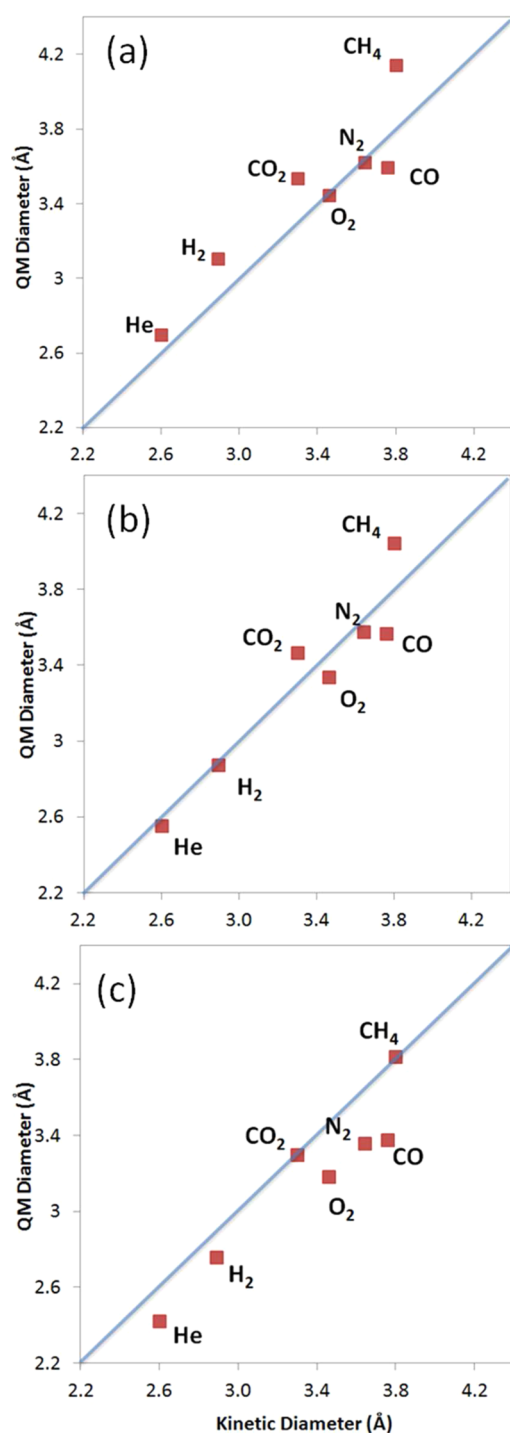 (a)
QM Diameter (Å)
4.2
3.8
3.4
3
2.6
2.2
CH₄
N₂
CO₂
CO
O₂
H₂
He
2.2 2.6 3.0 3.4 3.8 4.2
(b)
QM Diameter (Å)
4.2
3.8
3.4
3
2.6
2.2
CH₄
N₂
CO₂
CO
O₂
H₂
He
2.2 2.6 3.0 3.4 3.8 4.2
(c)
QM Diameter (Å)
4.2
3.8
3.4
3
2.6
2.2
CH₄
N₂
CO₂
CO
O₂
H₂
He
2.2 2.6 3.0 3.4 3.8 4.2
Kinetic Diameter (Å)